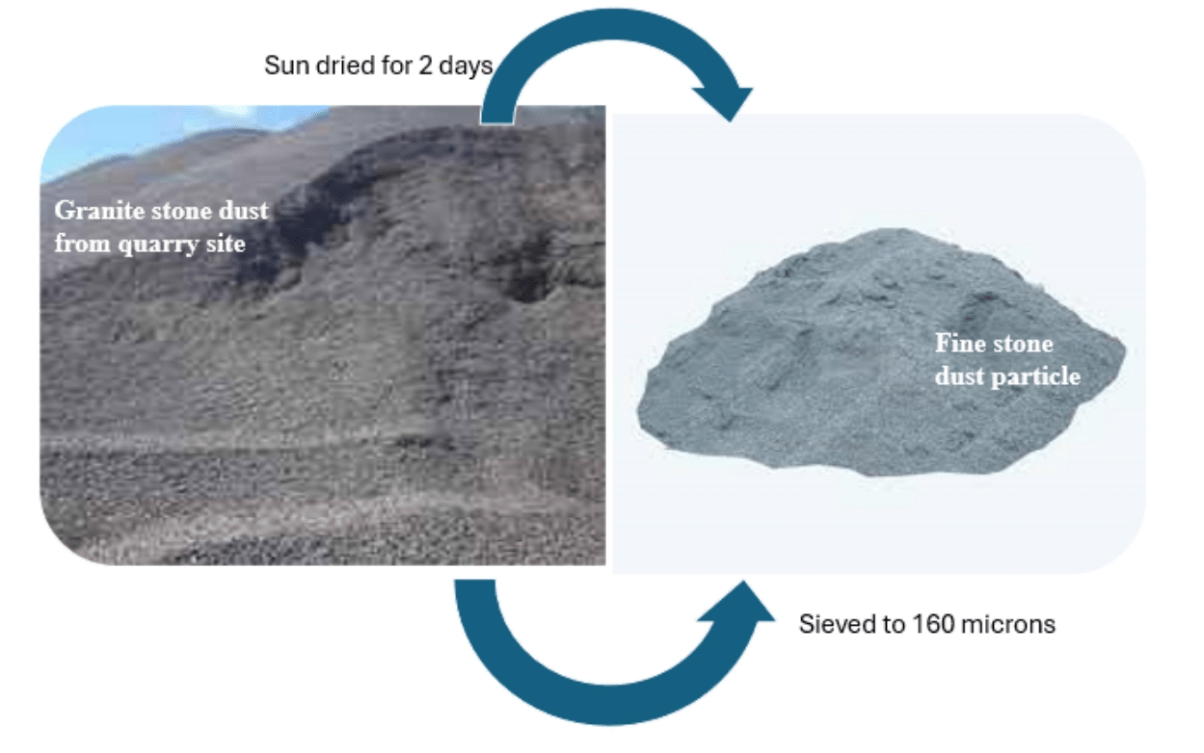 Sun dried for 2 days
Granite stone dust
from quarry site
Fine stone
dust particle
Sieved to 160 microns